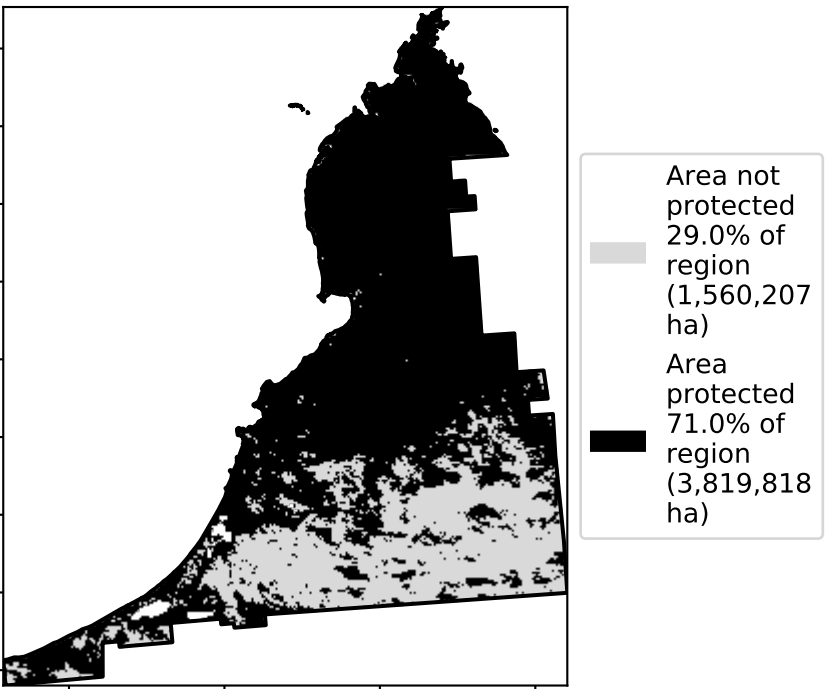 Area not
protected
29.0% of
region
(1,560,207
ha)
Area
protected
71.0% of
region
(3,819,818
ha)